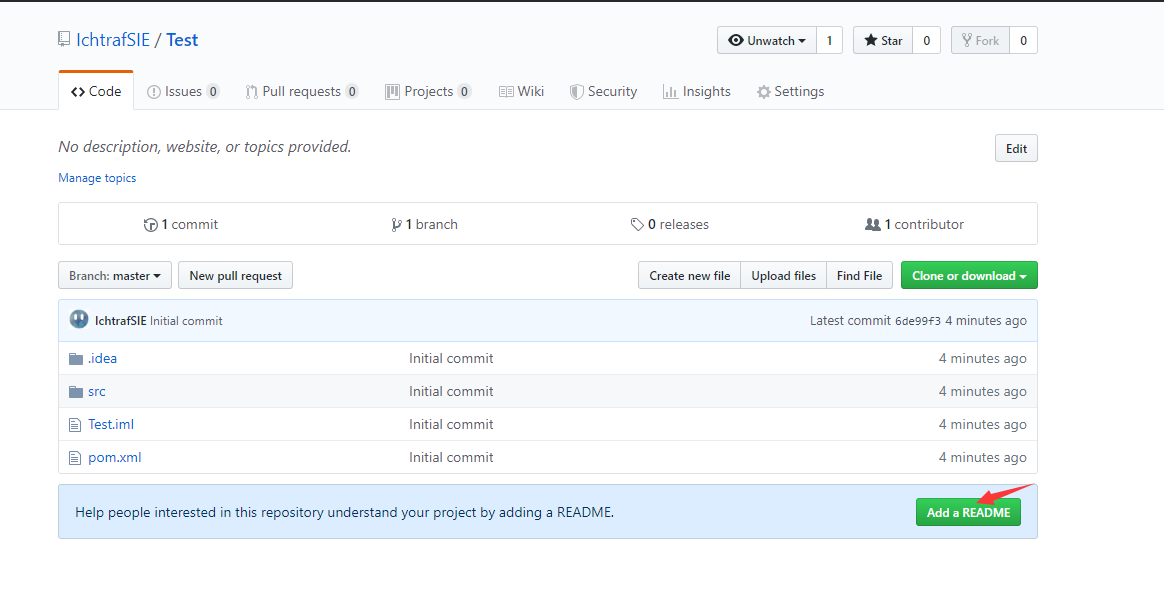 IchtrafSIE / Test
Unwatch 1 Star 0 Fork 0
Code Issues 0 Pull requests 0 Projects 0 Wiki Security Insights Settings
No description, website, or topics provided. Edit
Manage topics
1 commit 1 branch 0 releases 1 contributor
Branch: master New pull request Create new file Upload files Find File Clone or download
IchtrafSIE Initial commit Latest commit 6de99f3 4 minutes ago
.idea Initial commit 4 minutes ago
src Initial commit 4 minutes ago
Test.iml Initial commit 4 minutes ago
pom.xml Initial commit 4 minutes ago
Help people interested in this repository understand your project by adding a README. Add a README